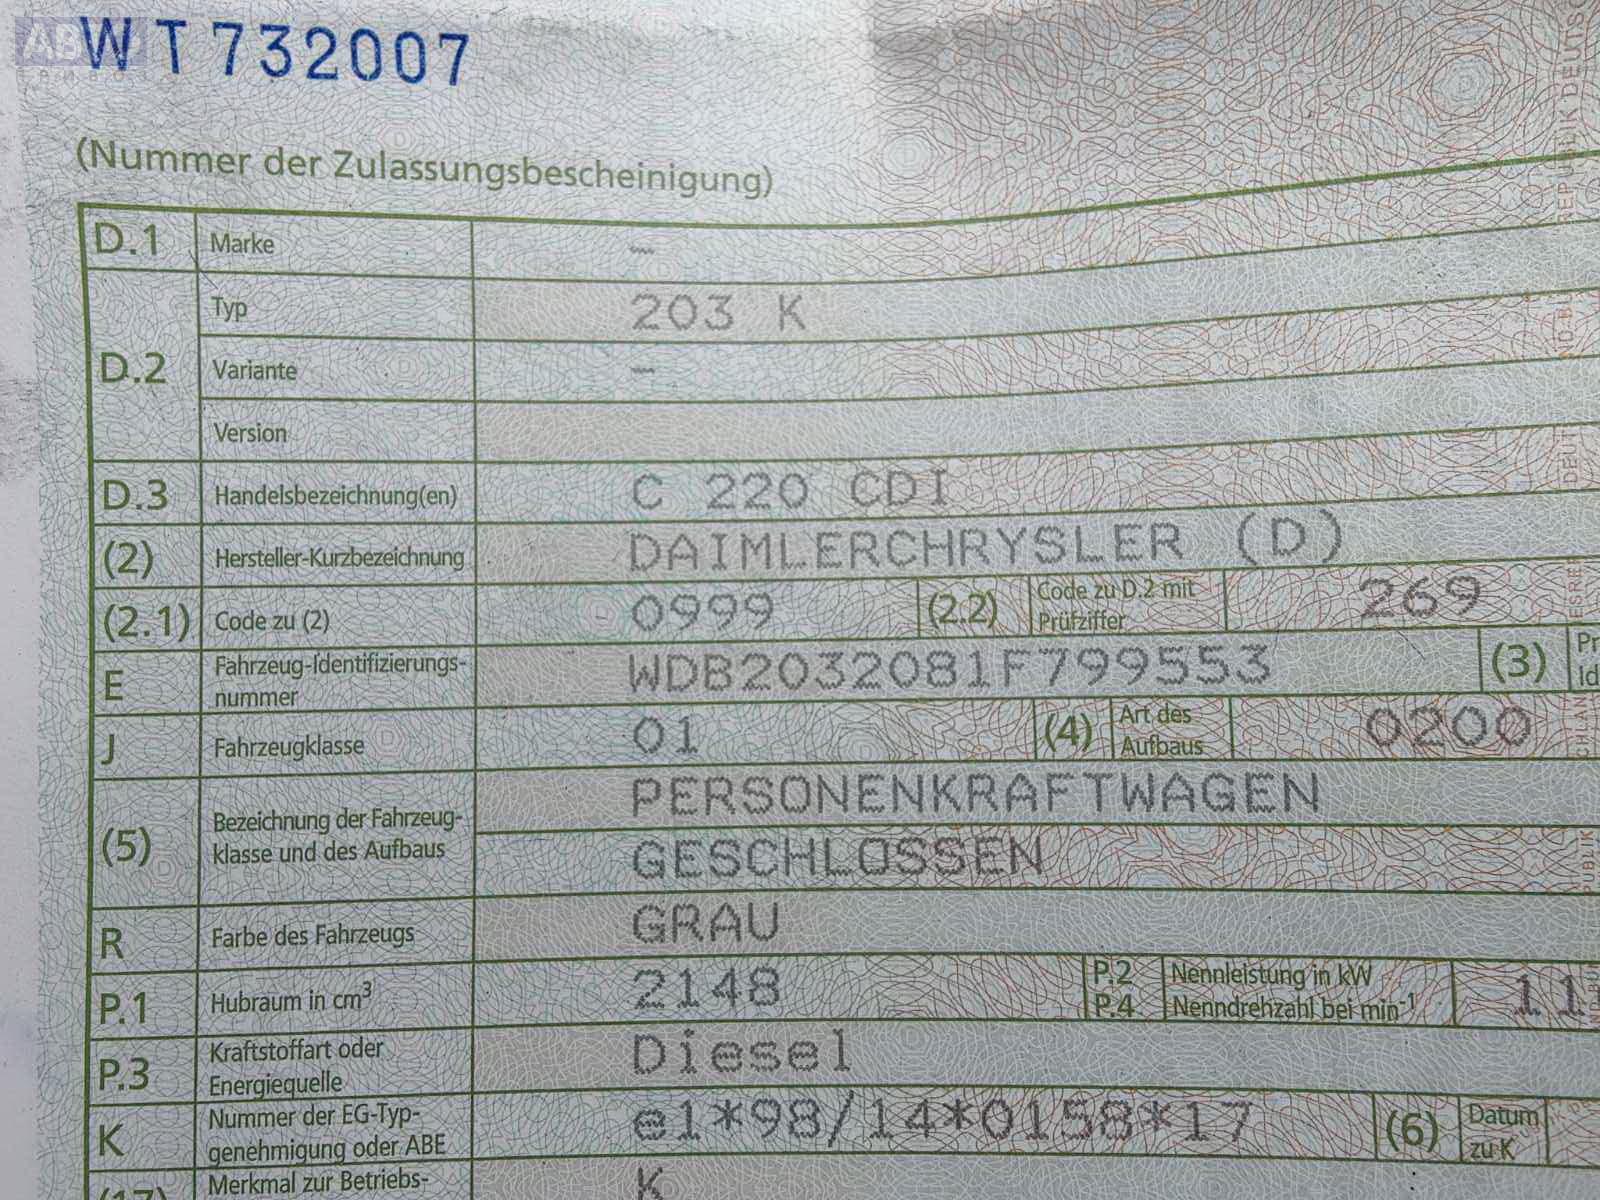 WT732007
(Nummer der Zulassungsbescheinigung)
D.1 Marke –
D.2 Typ 203 K
Variante –
Version
D.3 Handelsbezeichnung(en) C 220 CDI
(2) Hersteller-Kurzbezeichnung DAIMLERCHRYSLER (D)
(2.1) Code zu (2) 0999 (2.2) Code zu D.2 mit Prüfziffer 269
E Fahrzeug-Identifizierungs-nummer WDB2032081F799553 (3)
J Fahrzeugklasse 01 (4) Art des Aufbaus 0200
(5) Bezeichnung der Fahrzeug-klasse und des Aufbaus PERSONENKRAFTWAGEN
GESCHLOSSEN
R Farbe des Fahrzeugs GRAU
P.1 Hubraum in cm³ 2148 P.2 Nennleistung in kW
P.4 Nenndrehzahl bei min⁻¹ 11
P.3 Kraftstoffart oder Energiequelle Diesel
K Nummer der EG-Typ-genehmigung oder ABE e1*98/14*0158*17 (6) Datum zu K
(17) Merkmal zur Betriebs- K